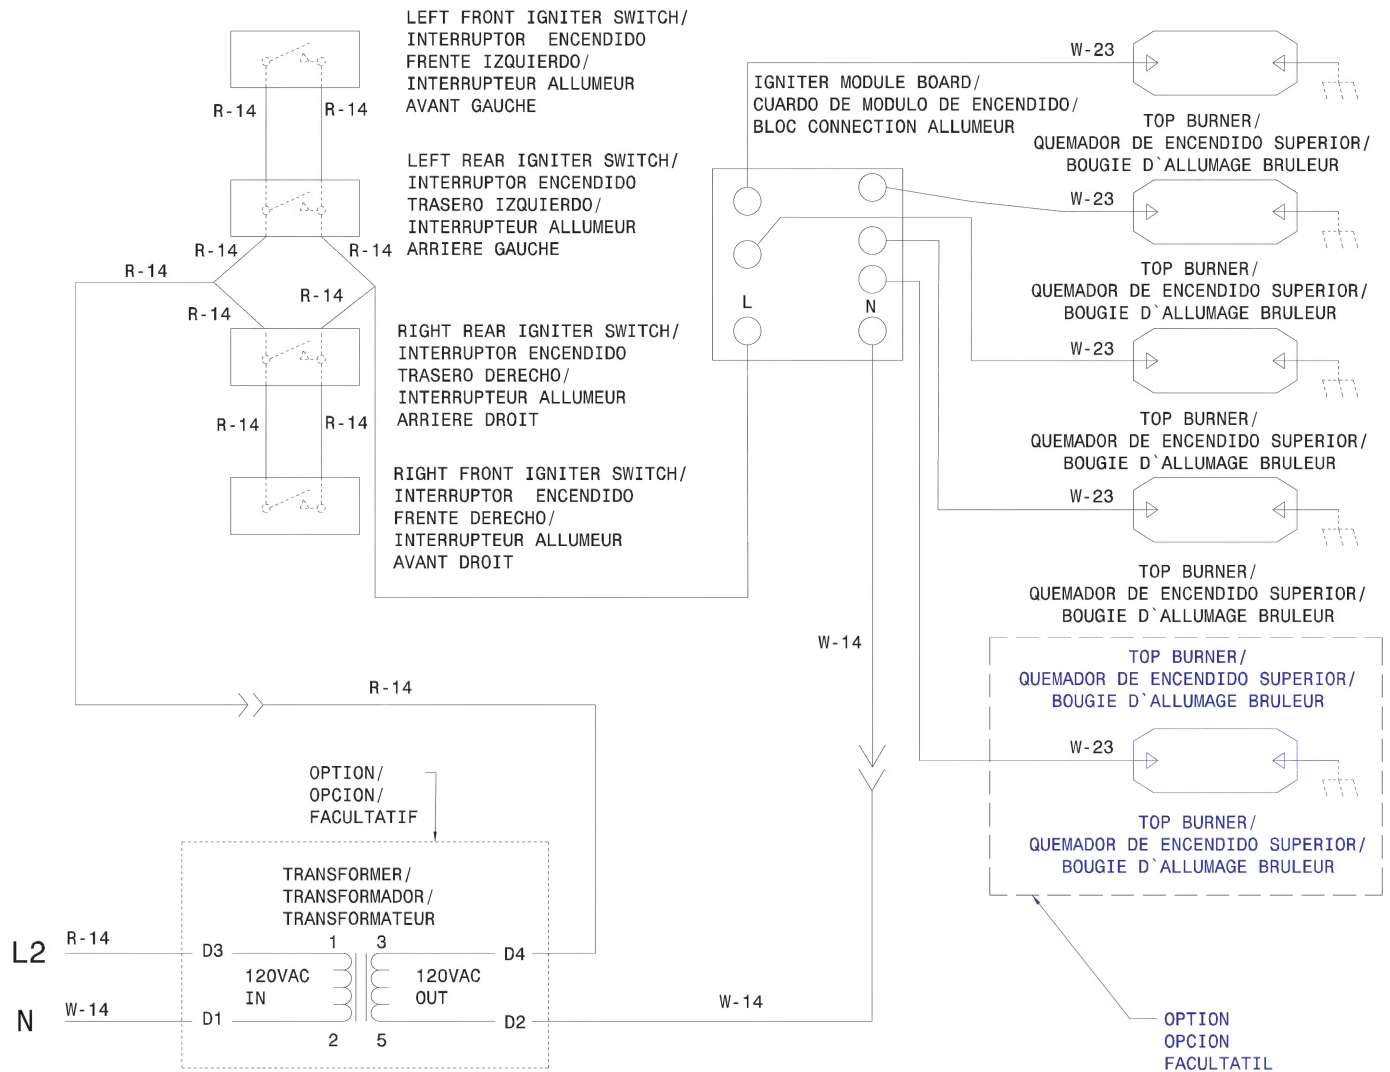 LEFT FRONT IGNITER SWITCH/
INTERRUPTOR ENCENDIDO
FRENTE IZQUIERDO/
INTERRUPTEUR ALLUMEUR
AVANT GAUCHE
R-14
R-14
LEFT REAR IGNITER SWITCH/
INTERRUPTOR ENCENDIDO
TRASERO IZQUIERDO/
INTERRUPTEUR ALLUMEUR
ARRIERE GAUCHE
R-14
R-14
R-14
R-14
R-14
RIGHT REAR IGNITER SWITCH/
INTERRUPTOR ENCENDIDO
TRASERO DERECHO/
INTERRUPTEUR ALLUMEUR
ARRIERE DROIT
R-14
R-14
RIGHT FRONT IGNITER SWITCH/
INTERRUPTOR ENCENDIDO
FRENTE DERECHO/
INTERRUPTEUR ALLUMEUR
AVANT DROIT
IGNITER MODULE BOARD/
CUARDO DE MODULO DE ENCENDIDO/
BLOC CONNECTION ALLUMEUR
L
N
W-23
TOP BURNER/
QUEMADOR DE ENCENDIDO SUPERIOR/
BOUGIE D`ALLUMAGE BRULEUR
W-23
TOP BURNER/
QUEMADOR DE ENCENDIDO SUPERIOR/
BOUGIE D`ALLUMAGE BRULEUR
W-23
TOP BURNER/
QUEMADOR DE ENCENDIDO SUPERIOR/
BOUGIE D`ALLUMAGE BRULEUR
W-23
TOP BURNER/
QUEMADOR DE ENCENDIDO SUPERIOR/
BOUGIE D`ALLUMAGE BRULEUR
TOP BURNER/
QUEMADOR DE ENCENDIDO SUPERIOR/
BOUGIE D`ALLUMAGE BRULEUR
W-23
TOP BURNER/
QUEMADOR DE ENCENDIDO SUPERIOR/
BOUGIE D`ALLUMAGE BRULEUR
OPTION
OPCION
FACULTATIL
W-14
R-14
OPTION/
OPCION/
FACULTATIF
TRANSFORMER/
TRANSFORMADOR/
TRANSFORMATEUR
L2
R-14
D3
1
3
D4
120VAC
IN
120VAC
OUT
N
W-14
D1
2
5
D2
W-14